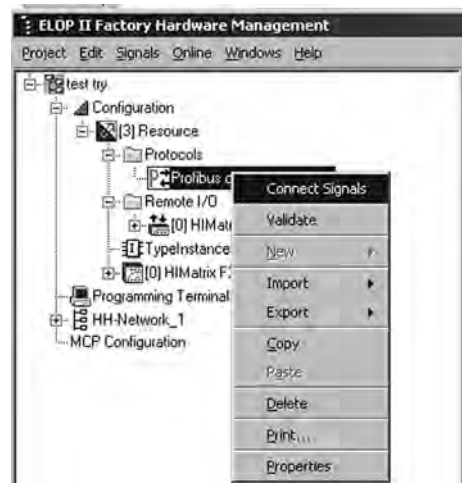 ELOP II Factory Hardware Management
Project Edit Signals Online Windows Help
test try
Configuration
[3] Resource
Protocols
Profibus
Remote I/O
[0] HIMat
TypeInstance
[0] HIMatrix F
Programming Terminal
HH-Network_1
MCP Configuration
Connect Signals
Validate
New
Import
Export
Copy
Paste
Delete
Print...
Properties